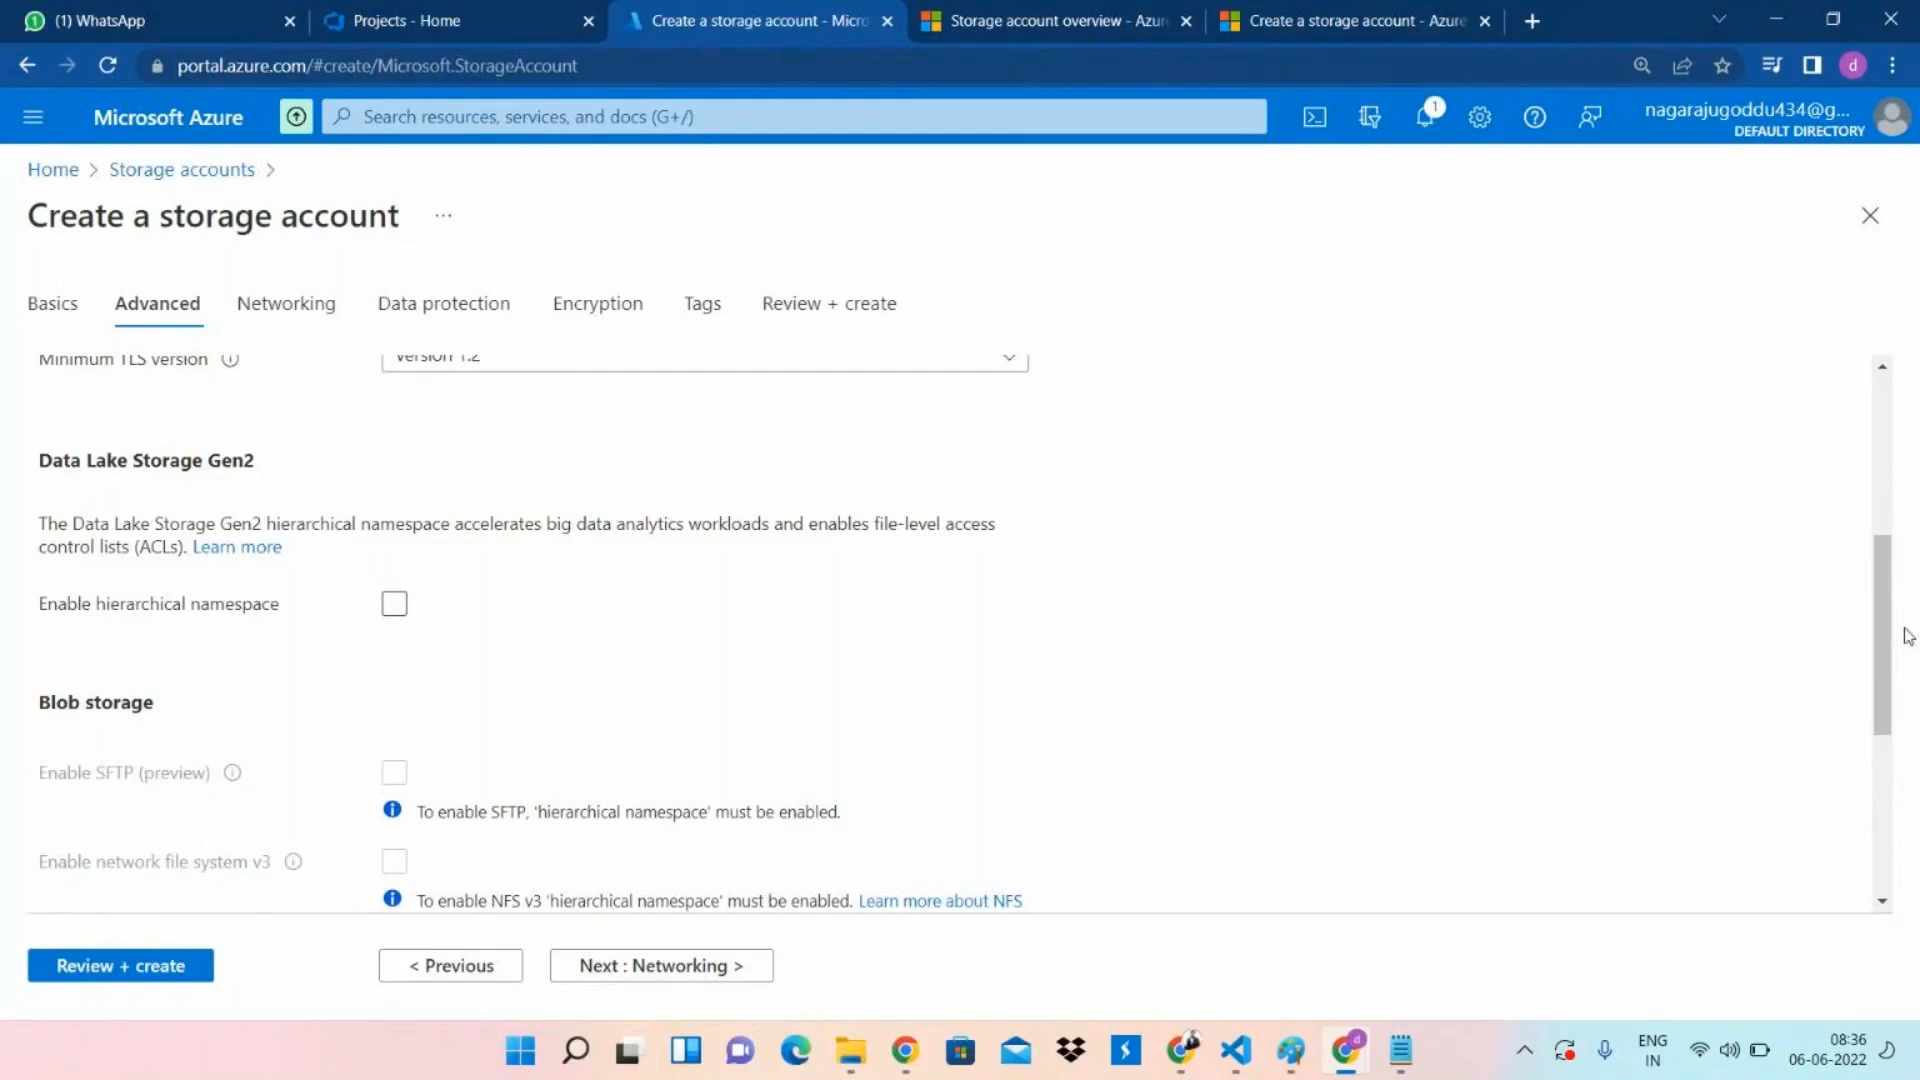 (1) WhatsApp
Projects - Home
Create a storage account - Micro
Storage account overview - Azur
Create a storage account - Azure
portal.azure.com/#create/Microsoft.StorageAccount
d
Microsoft Azure
Search resources, services, and docs (G+/)
1
nagarajugoddu434@g...
DEFAULT DIRECTORY
Home > Storage accounts >
Create a storage account ...
Basics Advanced Networking Data protection Encryption Tags Review + create
Minimum TLS version
Version 1.2
Data Lake Storage Gen2
The Data Lake Storage Gen2 hierarchical namespace accelerates big data analytics workloads and enables file-level access
control lists (ACLs). Learn more
Enable hierarchical namespace
Blob storage
Enable SFTP (preview)
To enable SFTP, 'hierarchical namespace' must be enabled.
Enable network file system v3
To enable NFS v3 'hierarchical namespace' must be enabled. Learn more about NFS
Review + create
< Previous
Next : Networking >
ENG
IN
08:36
06-06-2022